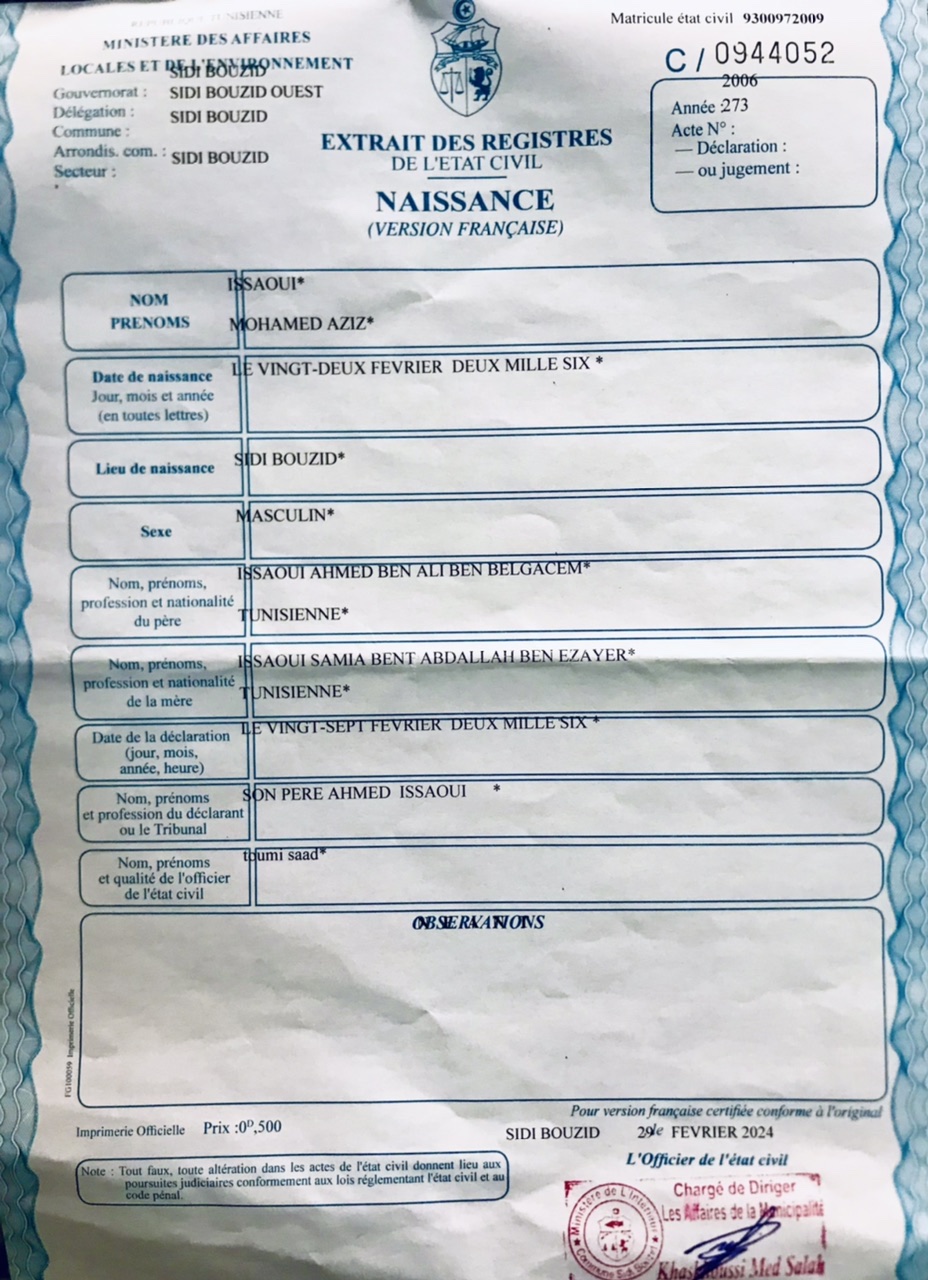 REPUBLIQUE TUNISIENNE
MINISTERE DES AFFAIRES
LOCALES ET DE L'ENVIRONNEMENT
SIDI BOUZID
Gouvernorat : SIDI BOUZID OUEST
Délégation : SIDI BOUZID
Commune :
Arrondis. com. : SIDI BOUZID
Secteur :
Matricule état civil 9300972009
C / 0944052
2006
Année :273
Acte N° :
— Déclaration :
— ou jugement :
EXTRAIT DES REGISTRES
DE L'ETAT CIVIL
NAISSANCE
(VERSION FRANÇAISE)
NOM ISSAOUI*
PRENOMS MOHAMED AZIZ*
Date de naissance LE VINGT-DEUX FEVRIER DEUX MILLE SIX *
Jour, mois et année
(en toutes lettres)
Lieu de naissance SIDI BOUZID*
Sexe MASCULIN*
Nom, prénoms, ISSAOUI AHMED BEN ALI BEN BELGACEM*
profession et nationalité
du père TUNISIENNE*
Nom, prénoms, ISSAOUI SAMIA BENT ABDALLAH BEN EZAYER*
profession et nationalité TUNISIENNE*
de la mère
Date de la déclaration LE VINGT-SEPT FEVRIER DEUX MILLE SIX *
(jour, mois,
année, heure)
Nom, prénoms SON PERE AHMED ISSAOUI *
et profession du déclarant
ou le Tribunal
Nom, prénoms toumi saad*
et qualité de l'officier
de l'état civil
OBSERVATIONS
FG100059 Imprimerie Officielle
Pour version française certifiée conforme à l'original
Imprimerie Officielle Prix :0ᴰ,500
SIDI BOUZID 29 le FEVRIER 2024
L'Officier de l'état civil
Note : Tout faux, toute altération dans les actes de l'état civil donnent lieu aux
poursuites judiciaires conformement aux lois réglementant l'état civil et au
code pénal.
Ministère de L'Interieur
Commune Sidi Bouzid
Chargé de Diriger
Les Affaires de la Municipalité
Med Salah